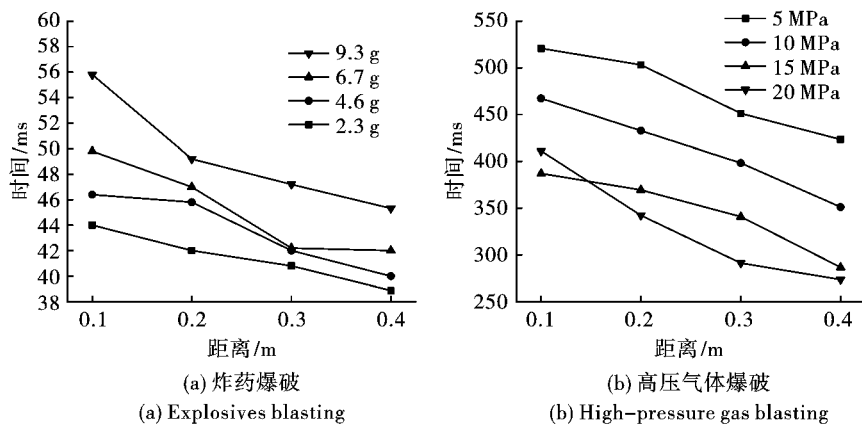 60
58
56
54
52
50
48
46
44
42
40
38
时间/ms
9.3 g
6.7 g
4.6 g
2.3 g
0.1 0.2 0.3 0.4
距离/m
(a) 炸药爆破
(a) Explosives blasting
550
500
450
400
350
300
250
时间/ms
5 MPa
10 MPa
15 MPa
20 MPa
0.1 0.2 0.3 0.4
距离/m
(b) 高压气体爆破
(b) High-pressure gas blasting